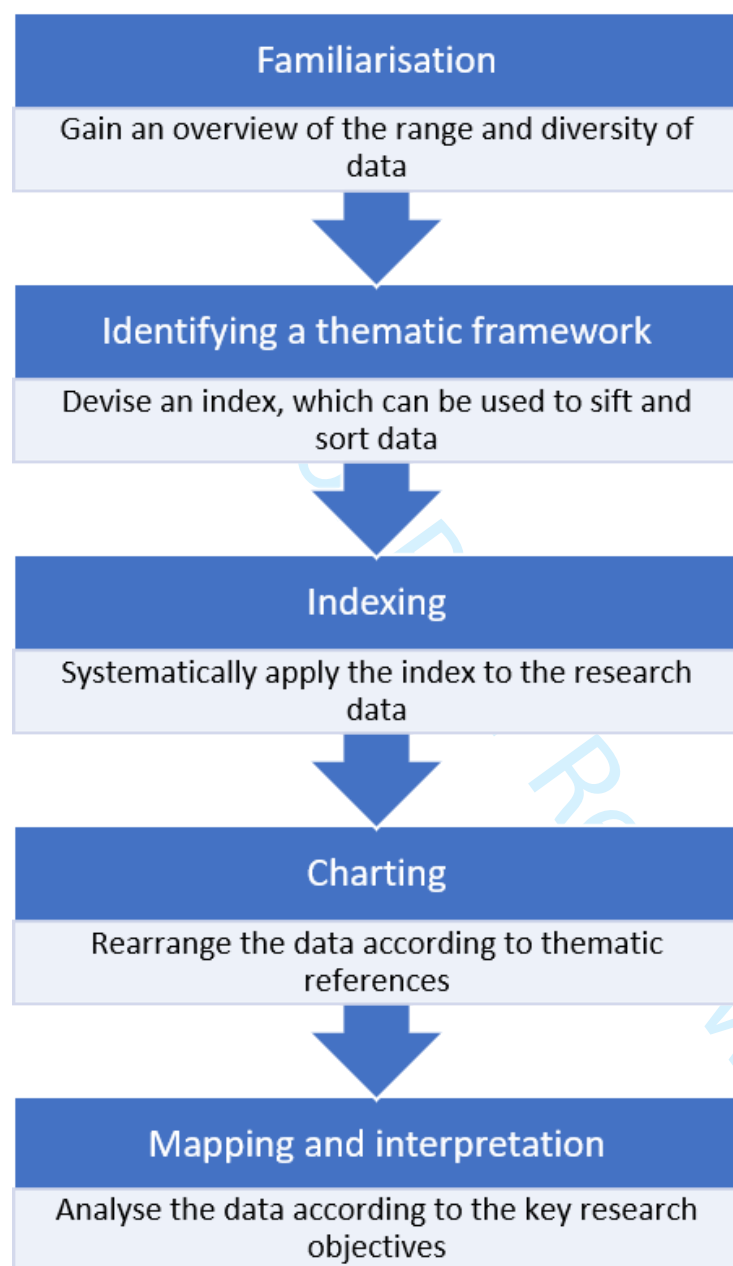 Familiarisation
Gain an overview of the range and diversity of
data
Identifying a thematic framework
Devise an index, which can be used to sift and
sort data
Indexing
Systematically apply the index to the research
data
Charting
Rearrange the data according to thematic
references
Mapping and interpretation
Analyse the data according to the key research
objectives